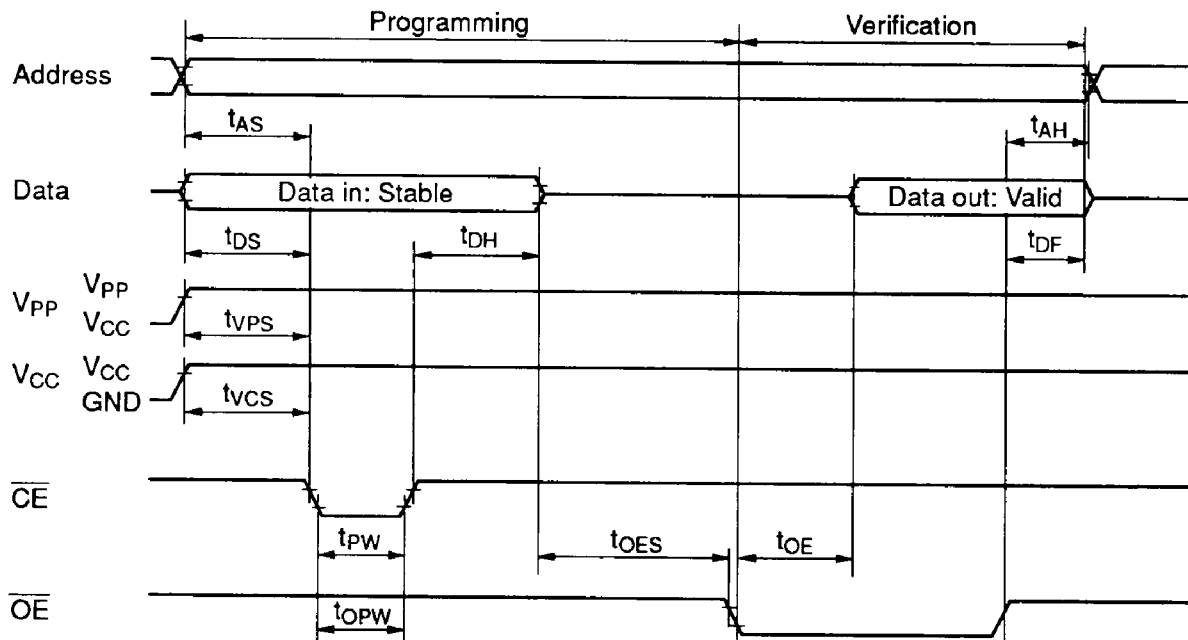 Programming Verification
Address
tAS tAH
Data Data in: Stable Data out: Valid
tDS tDH tDF
VPP VPP
VCC
tVPS
VCC VCC
GND
tVCS
CE
tPW tOES tOE
OE
tOPW